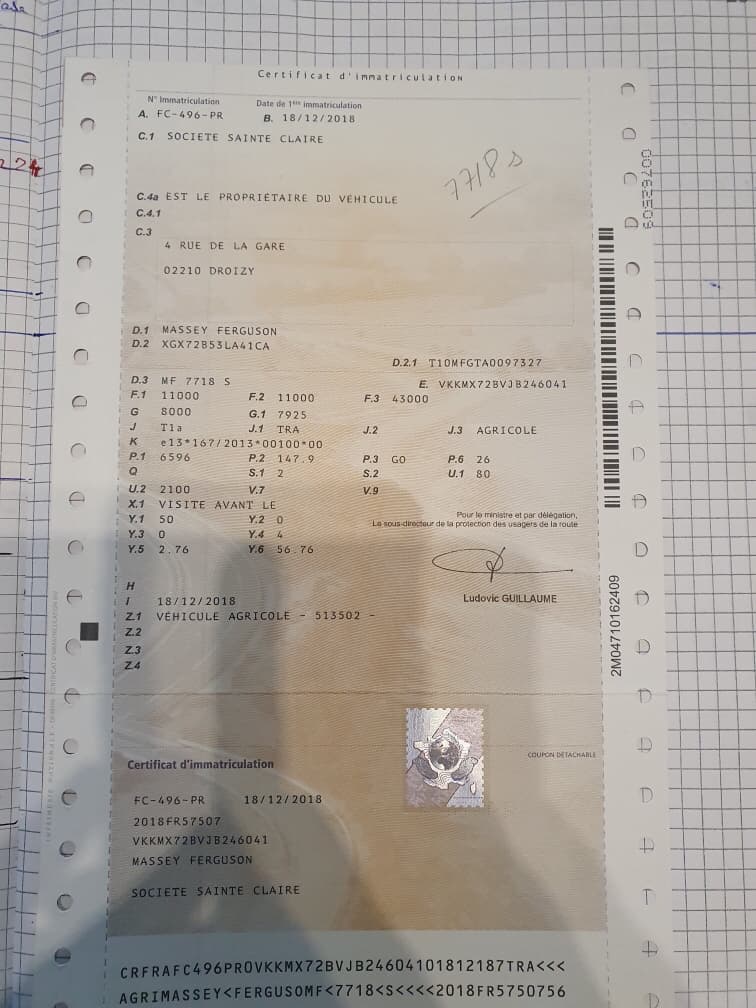 Certificat d'immatriculation
N° Immatriculation Date de 1ère immatriculation
A. FC-496-PR B. 18/12/2018
C.1 SOCIETE SAINTE CLAIRE
7718 s
C.4a EST LE PROPRIÉTAIRE DU VÉHICULE
C.4.1
C.3
4 RUE DE LA GARE
02210 DROIZY
D.1 MASSEY FERGUSON
D.2 XGX72B53LA41CA
D.2.1 T10MFGTA0097327
D.3 MF 7718 S E. VKKMX72BVJB246041
F.1 11000 F.2 11000 F.3 43000
G 8000 G.1 7925
J T1a J.1 TRA J.2 J.3 AGRICOLE
K e13*167/2013*00100*00
P.1 6596 P.2 147.9 P.3 GO P.6 26
Q S.1 2 S.2 U.1 80
U.2 2100 V.7 V.9
X.1 VISITE AVANT LE
Y.1 50 Y.2 0
Y.3 0 Y.4 4
Y.5 2.76 Y.6 56.76
Pour le ministre et par délégation,
Le sous-directeur de la protection des usagers de la route
Ludovic GUILLAUME
H
I 18/12/2018
Z.1 VÉHICULE AGRICOLE - 513502 -
Z.2
Z.3
Z.4
2M04710162409
COUPON DÉTACHABLE
Certificat d'immatriculation
FC-496-PR 18/12/2018
2018FR57507
VKKMX72BVJB246041
MASSEY FERGUSON
SOCIETE SAINTE CLAIRE
CRFRAFC496PR0VKKMX72BVJB24604101812187TRA<<<
AGRIMASSEY<FERGUSOMF<7718<S<<<<2018FR5750756